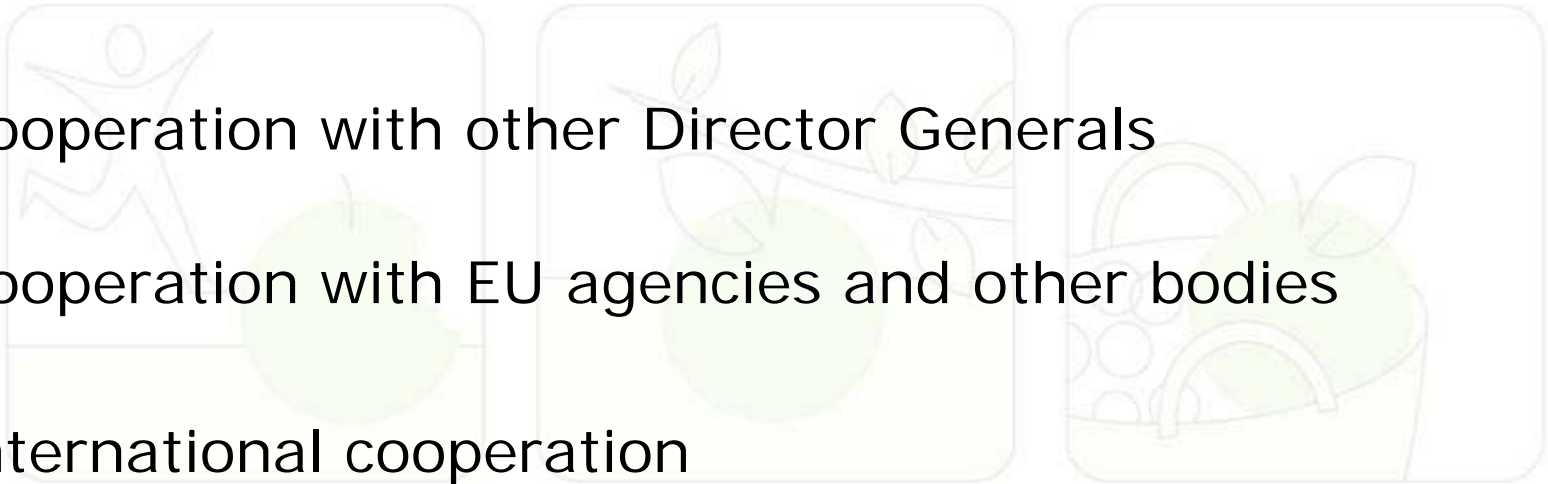 ooperation with other Director Generals
ooperation with EU agencies and other bodies
nternational cooperation